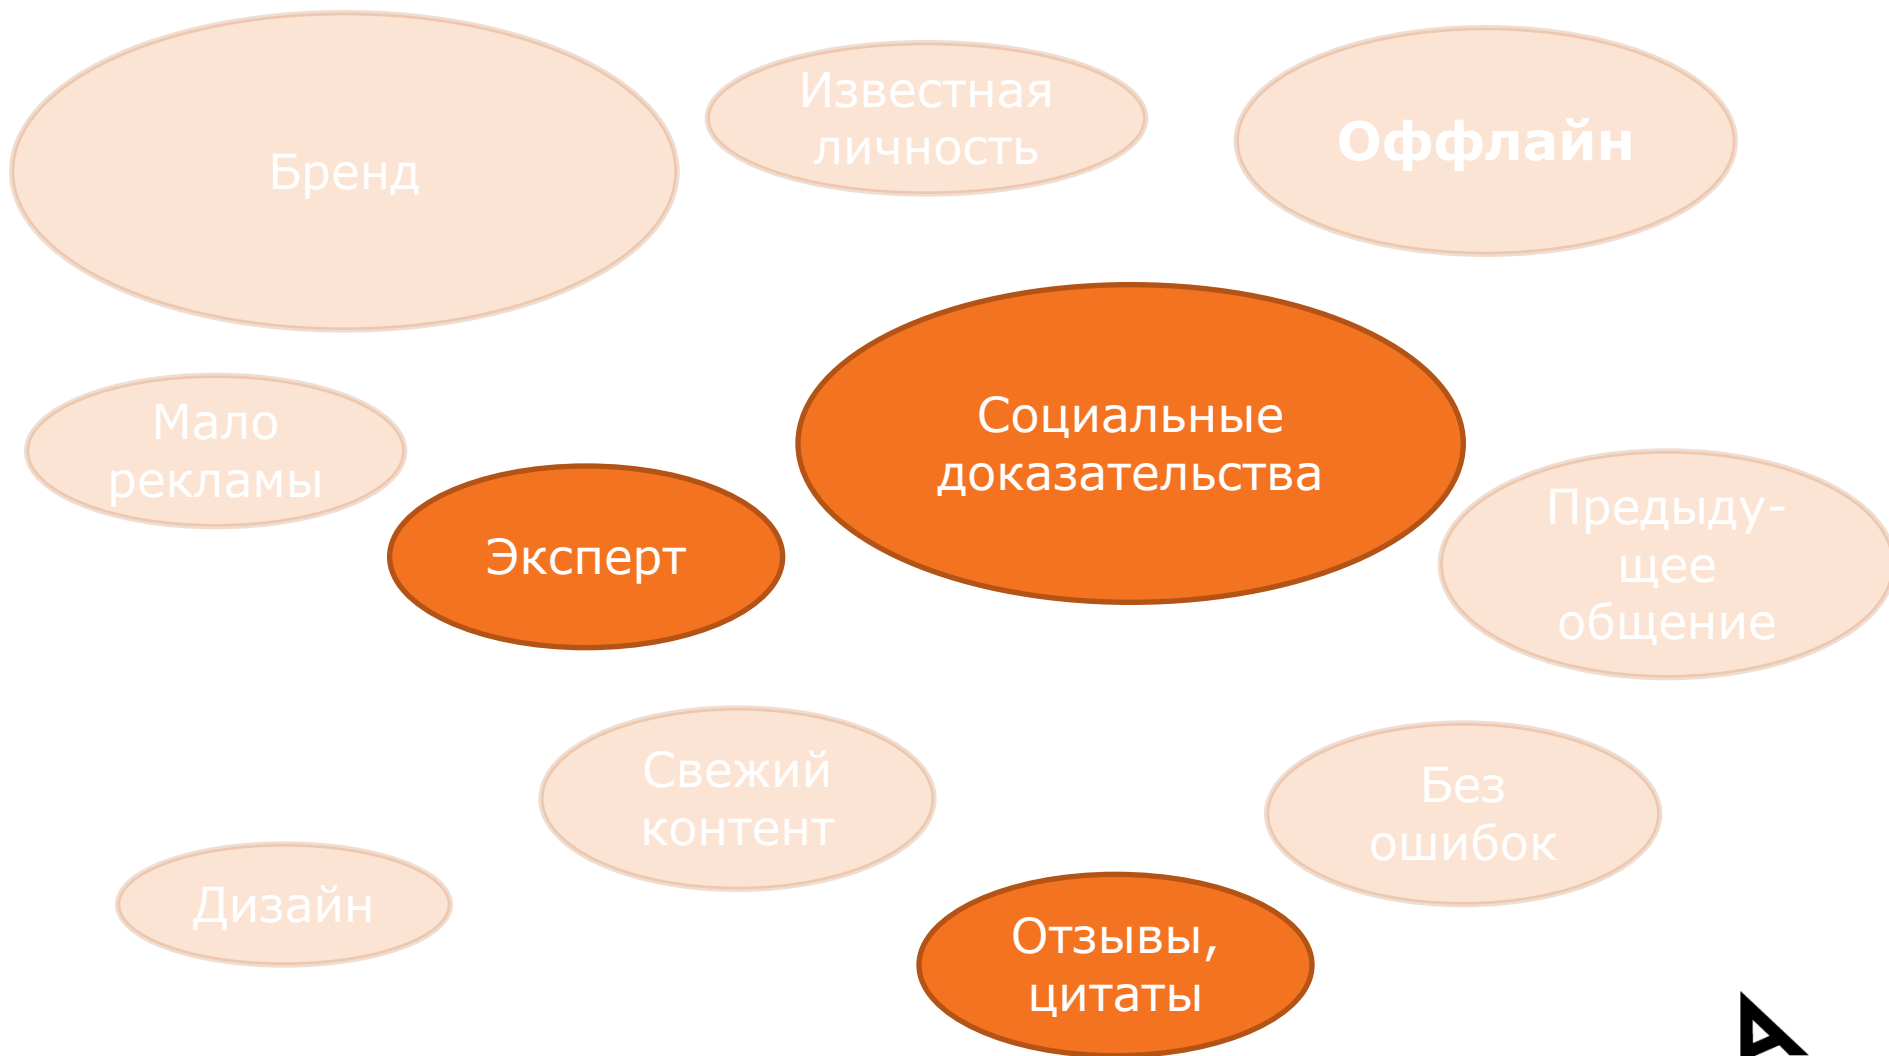 Бренд
Известная
личность
Оффлайн
Социальные
доказательства
Мало
рекламы
Эксперт
Предыду-
щее
общение
Свежий
контент
Без
ошибок
Дизайн
Отзывы,
цитаты